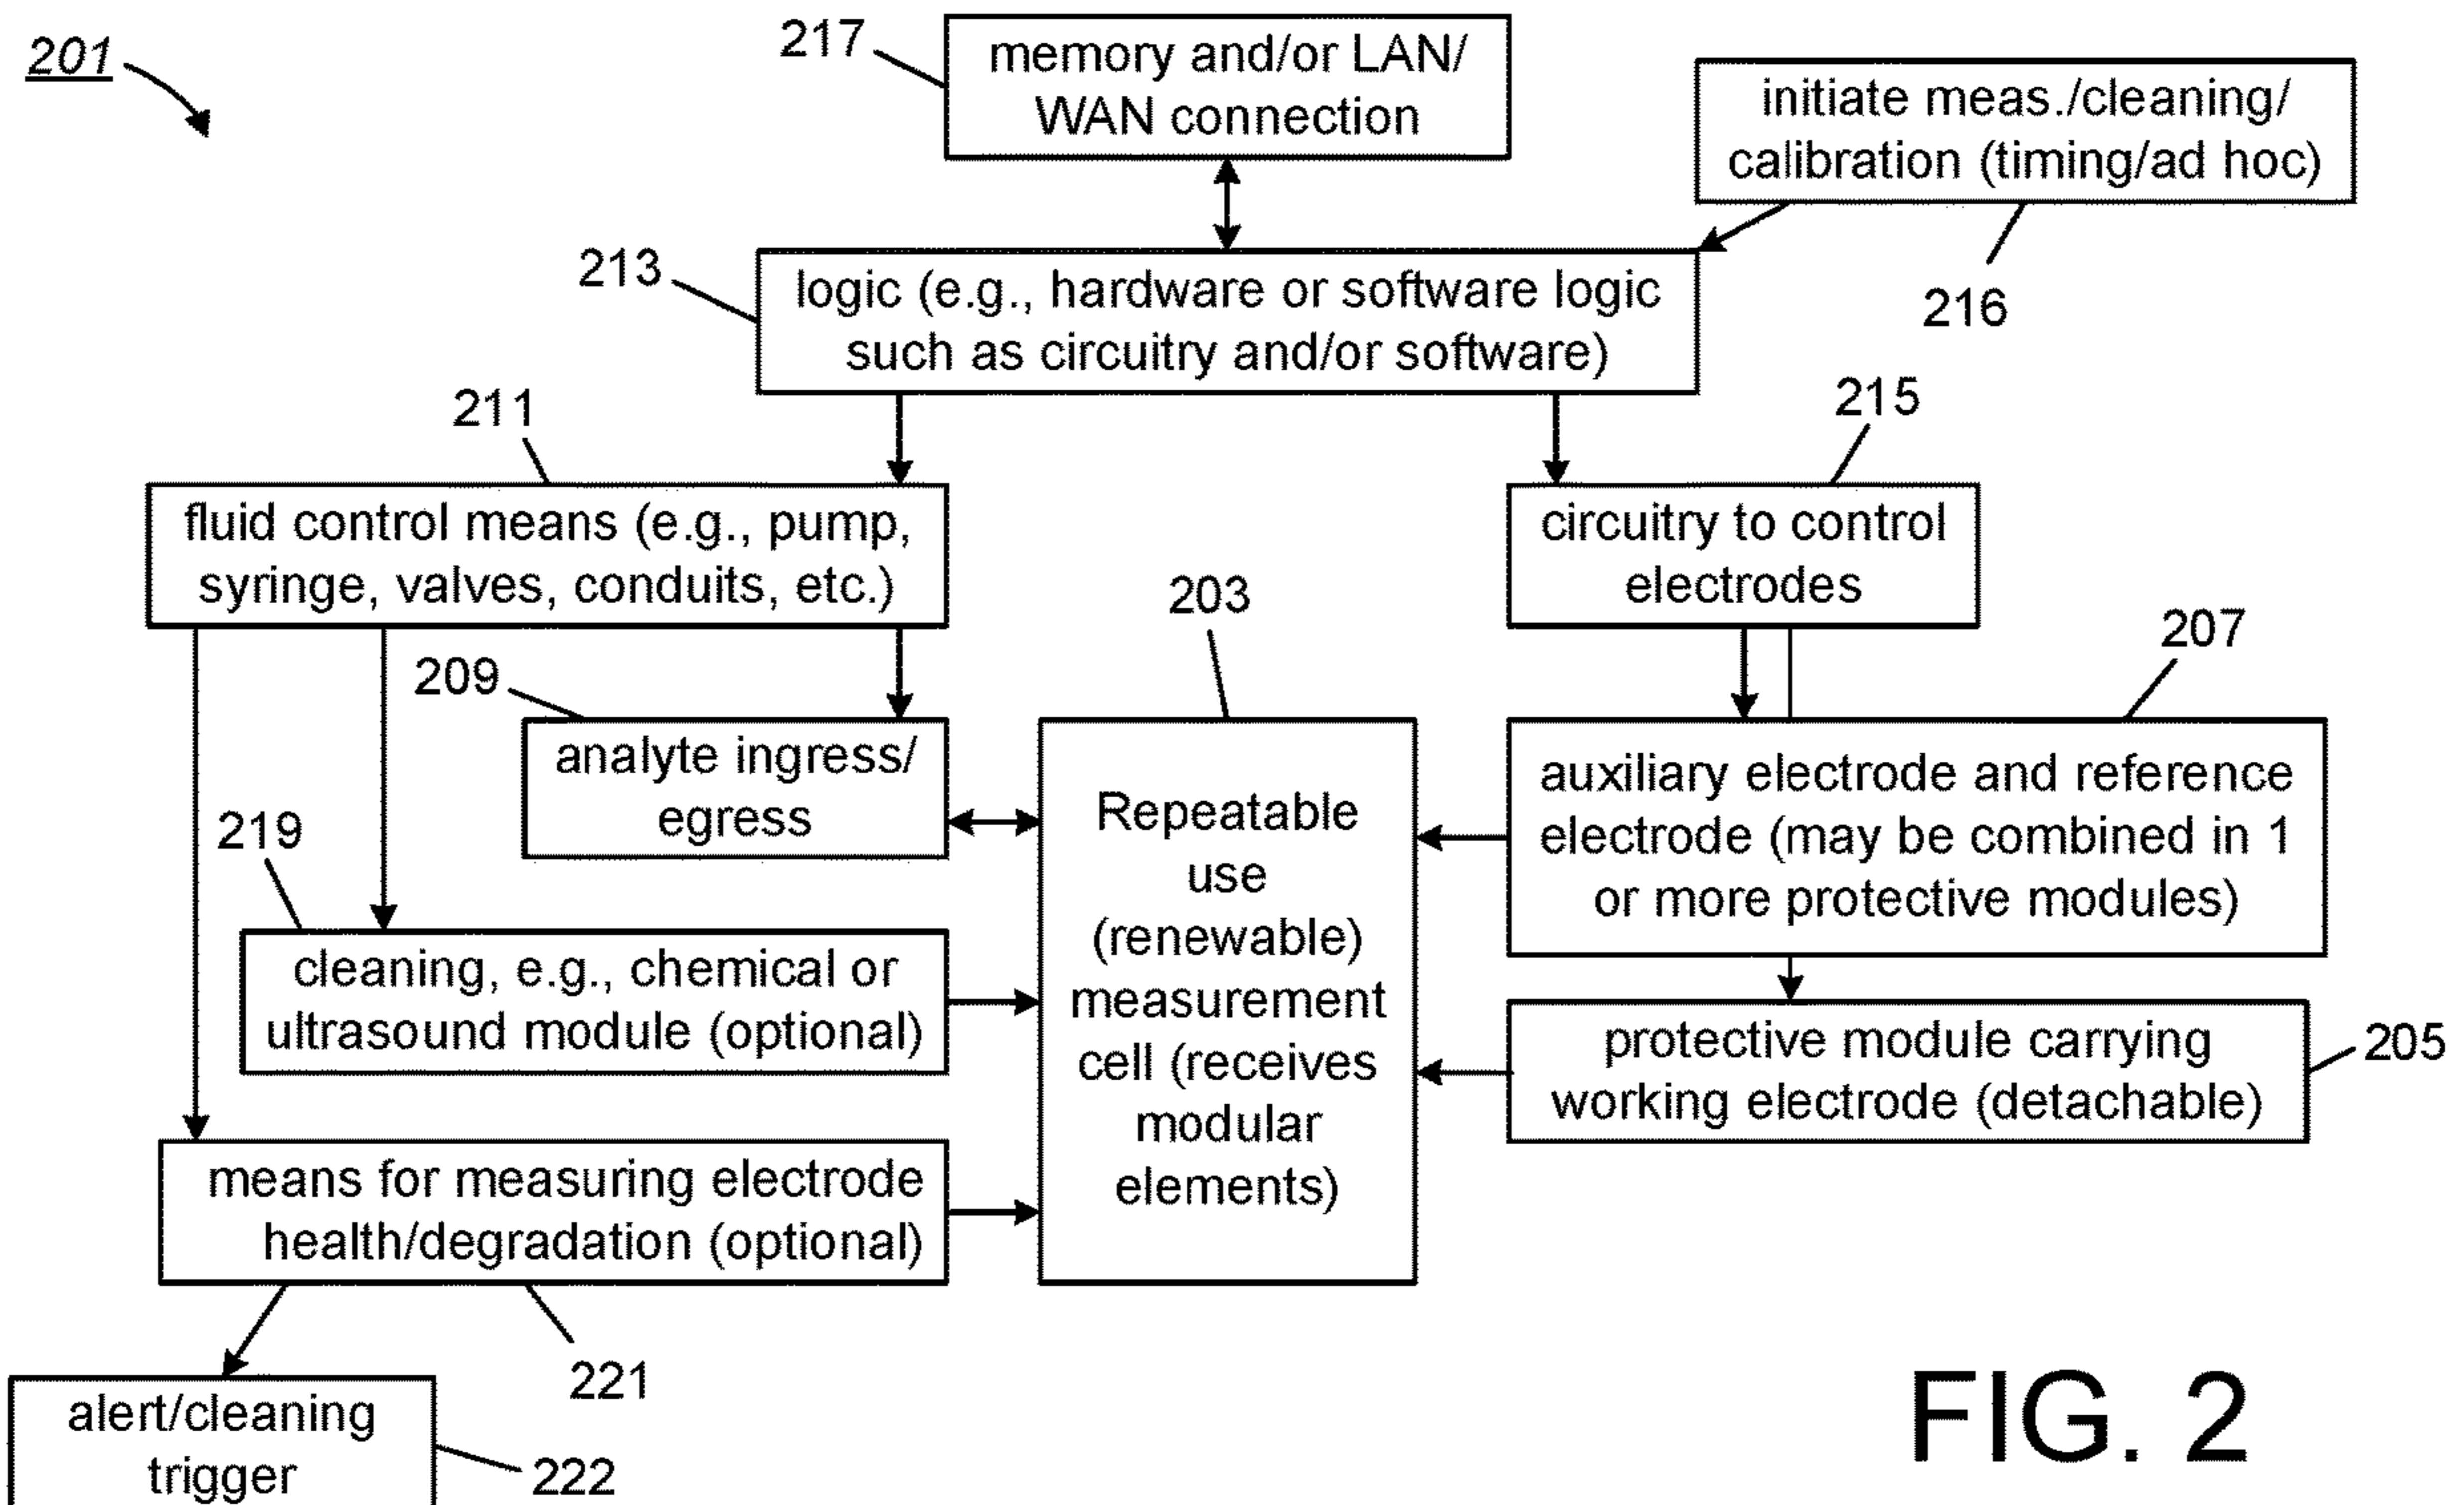 201
217
memory and/or LAN/
WAN connection
initiate meas./cleaning/
calibration (timing/ad hoc)
216
213
logic (e.g., hardware or software logic
such as circuitry and/or software)
211
215
fluid control means (e.g., pump,
syringe, valves, conduits, etc.)
circuitry to control
electrodes
203
207
209
analyte ingress/
egress
auxiliary electrode and reference
electrode (may be combined in 1
or more protective modules)
219
Repeatable
use
(renewable)
measurement
cell (receives
modular
elements)
cleaning, e.g., chemical or
ultrasound module (optional)
protective module carrying
working electrode (detachable)
205
means for measuring electrode
health/degradation (optional)
221
alert/cleaning
trigger
222
FIG. 2